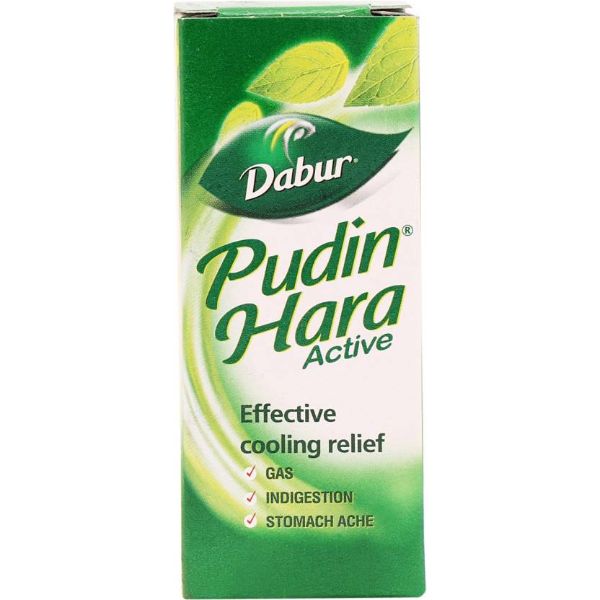 Dabur®
Pudin®
Hara
Active
Effective
cooling relief
GAS
INDIGESTION
STOMACH ACHE